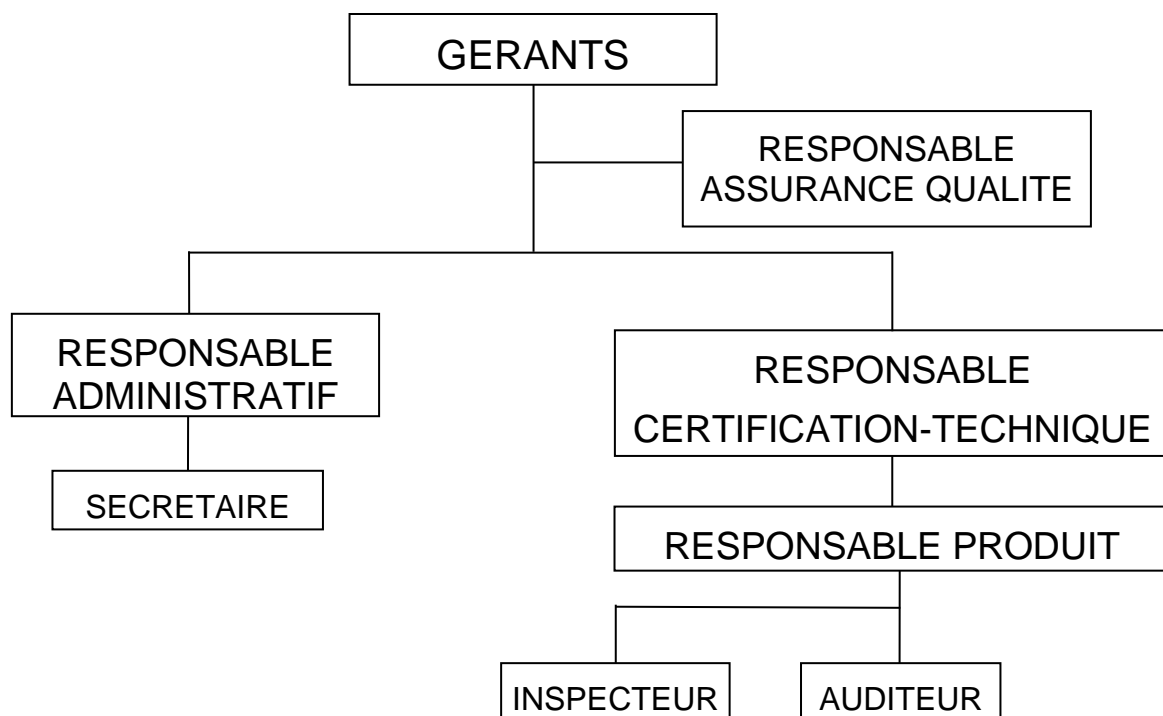 GERANTS
RESPONSABLE
ASSURANCE QUALITE
RESPONSABLE
ADMINISTRATIF
RESPONSABLE
CERTIFICATION-TECHNIQUE
SECRETAIRE
RESPONSABLE PRODUIT
INSPECTEUR
AUDITEUR